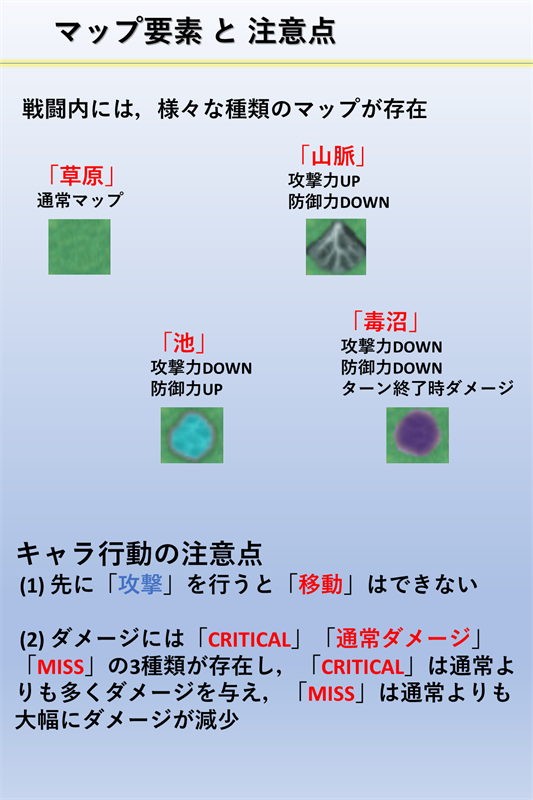 マップ要素 と 注意点
戦闘内には，様々な種類のマップが存在
「草原」
通常マップ
「山脈」
攻撃力UP
防御力DOWN
「池」
攻撃力DOWN
防御力UP
「毒沼」
攻撃力DOWN
防御力DOWN
ターン終了時ダメージ
キャラ行動の注意点
(1) 先に「攻撃」を行うと「移動」はできない
(2) ダメージには「CRITICAL」「通常ダメージ」
「MISS」の3種類が存在し，「CRITICAL」は通常よ
りも多くダメージを与え，「MISS」は通常よりも
大幅にダメージが減少